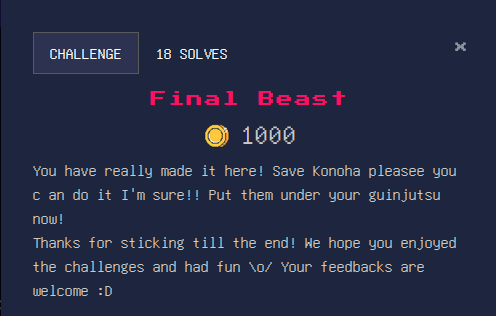 CHALLENGE 18 SOLVES ×
Final Beast
1000
You have really made it here! Save Konoha pleasee you
c an do it I'm sure!! Put them under your guinjutsu
now!
Thanks for sticking till the end! We hope you enjoyed
the challenges and had fun \o/ Your feedbacks are
welcome :D